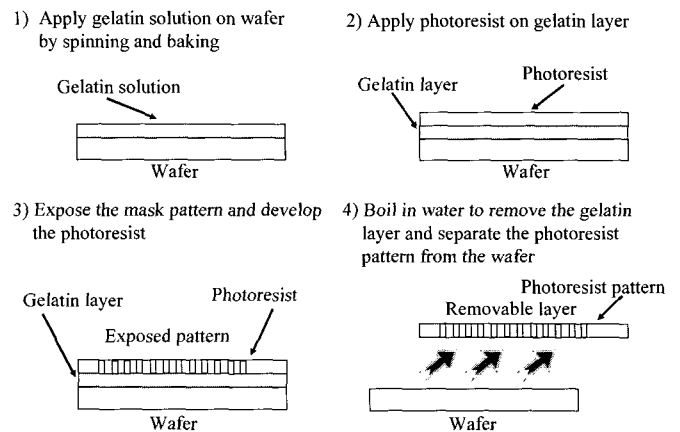 1) Apply gelatin solution on wafer
by spinning and baking
Gelatin solution
Wafer
2) Apply photoresist on gelatin layer
Gelatin layer
Photoresist
Wafer
3) Expose the mask pattern and develop
the photoresist
Gelatin layer
Photoresist
Exposed pattern
Wafer
4) Boil in water to remove the gelatin
layer and separate the photoresist
pattern from the wafer
Photoresist pattern
Removable layer
Wafer